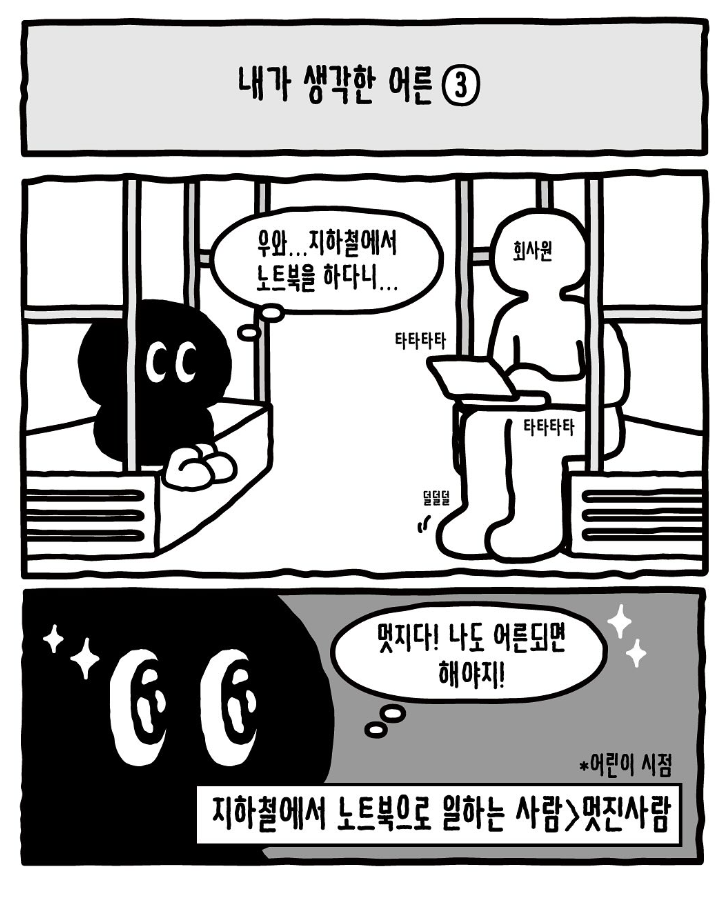 내가 생각한 어른 ③
우와...지하철에서
노트북을 하다니...
회사원
타타타타
타타타타
덜덜덜
멋지다! 나도 어른되면
해야지!
*어린이 시점
지하철에서 노트북으로 일하는 사람>멋진사람